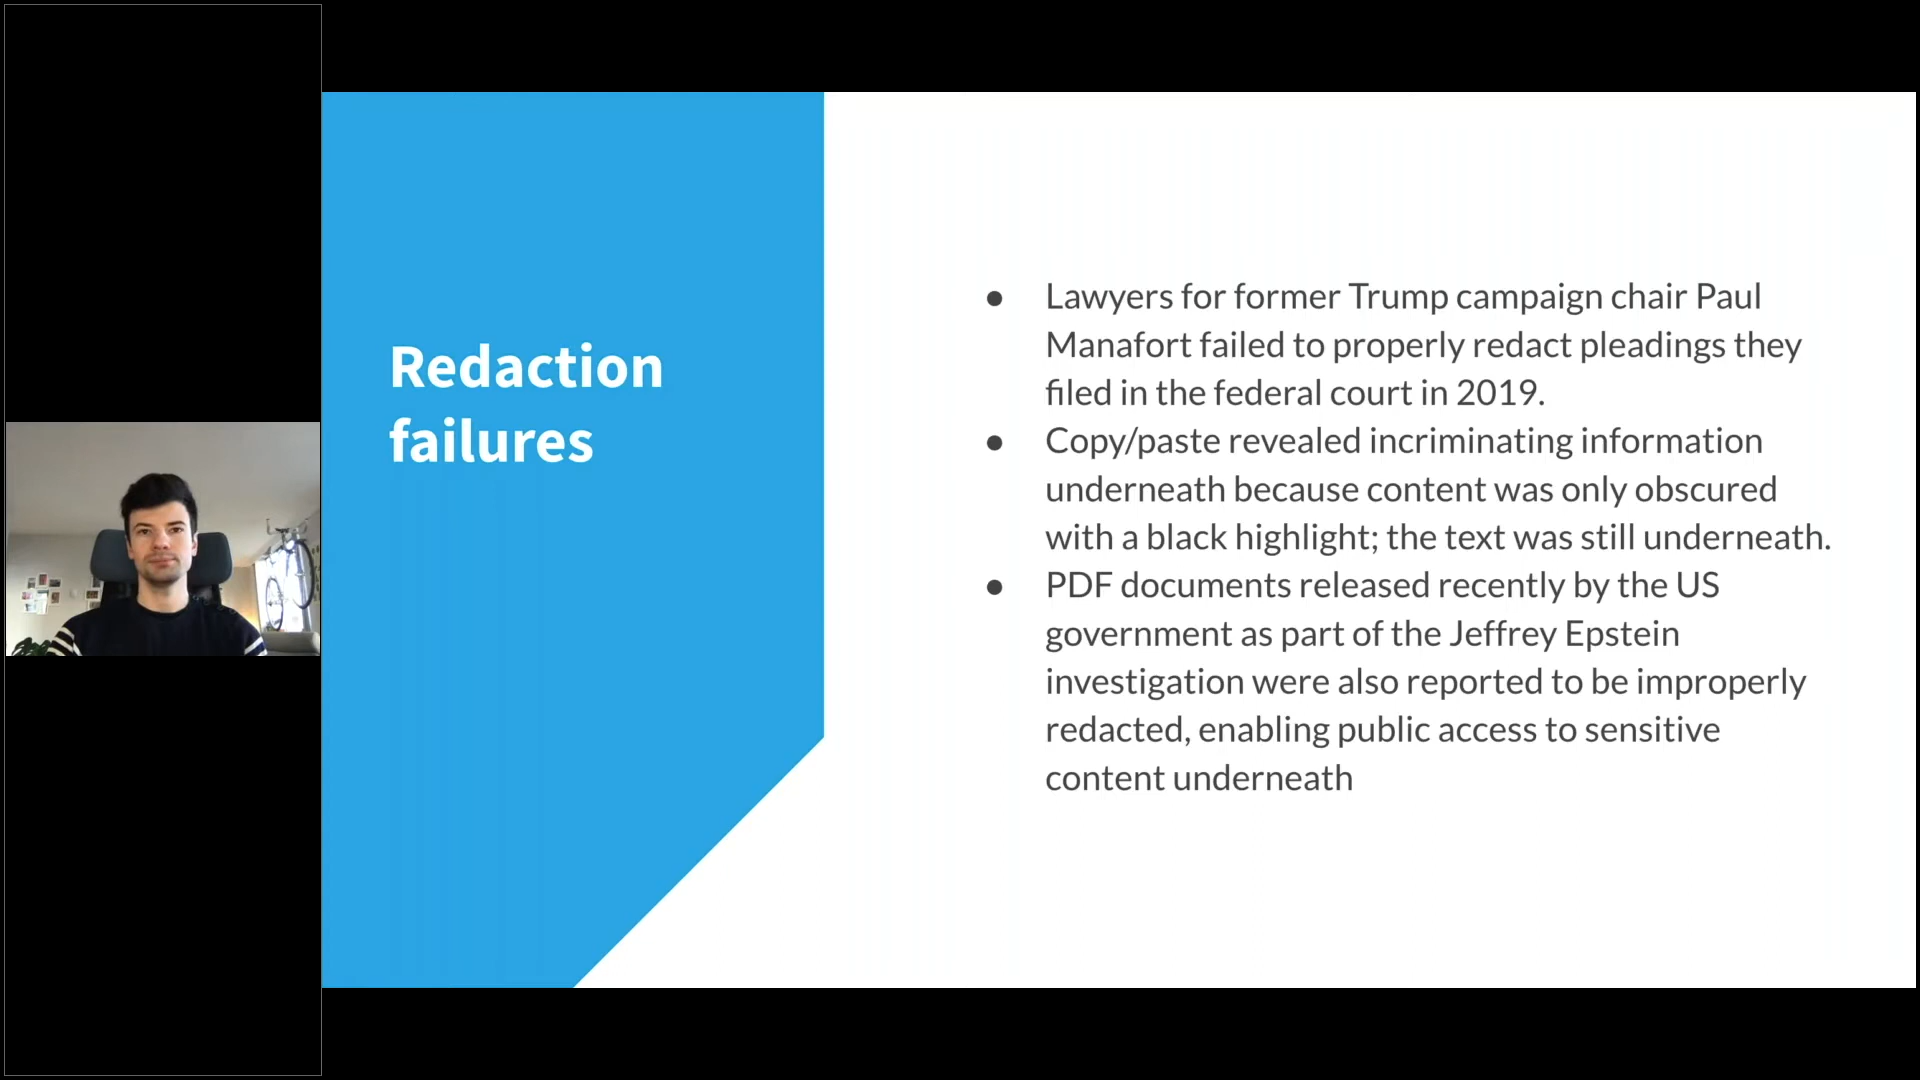 Redaction
failures
● Lawyers for former Trump campaign chair Paul
Manafort failed to properly redact pleadings they
filed in the federal court in 2019.
● Copy/paste revealed incriminating information
underneath because content was only obscured
with a black highlight; the text was still underneath.
● PDF documents released recently by the US
government as part of the Jeffrey Epstein
investigation were also reported to be improperly
redacted, enabling public access to sensitive
content underneath